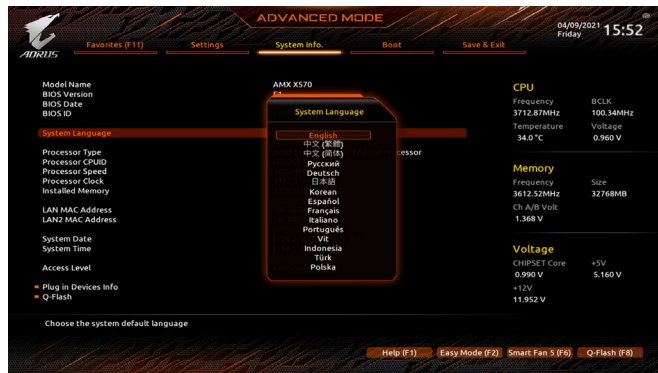 ADVANCED MODE
04/09/2021
Friday
15:52
AORUS
Favorites (F11) Settings System Info. Boot Save & Exit
Model Name AMX X570
BIOS Version F1
BIOS Date
BIOS ID
System Language
Processor Type cessor
Processor CPUID
Processor Speed
Processor Clock
Installed Memory
LAN MAC Address
LAN2 MAC Address
System Date
System Time
Access Level
Plug in Devices Info
Q-Flash
System Language
English
中文 (繁體)
中文 (简体)
Русский
Deutsch
日本語
Korean
Español
Français
Italiano
Português
Vit
Indonesia
Türk
Polska
CPU
Frequency BCLK
3712.87MHz 100.34MHz
Temperature Voltage
34.0 °C 0.960 V
Memory
Frequency Size
3612.52MHz 32768MB
Ch A/B Volt
1.368 V
Voltage
CHIPSET Core +5V
0.990 V 5.160 V
+12V
11.952 V
Choose the system default language
Help (F1) Easy Mode (F2) Smart Fan 5 (F6) Q-Flash (F8)